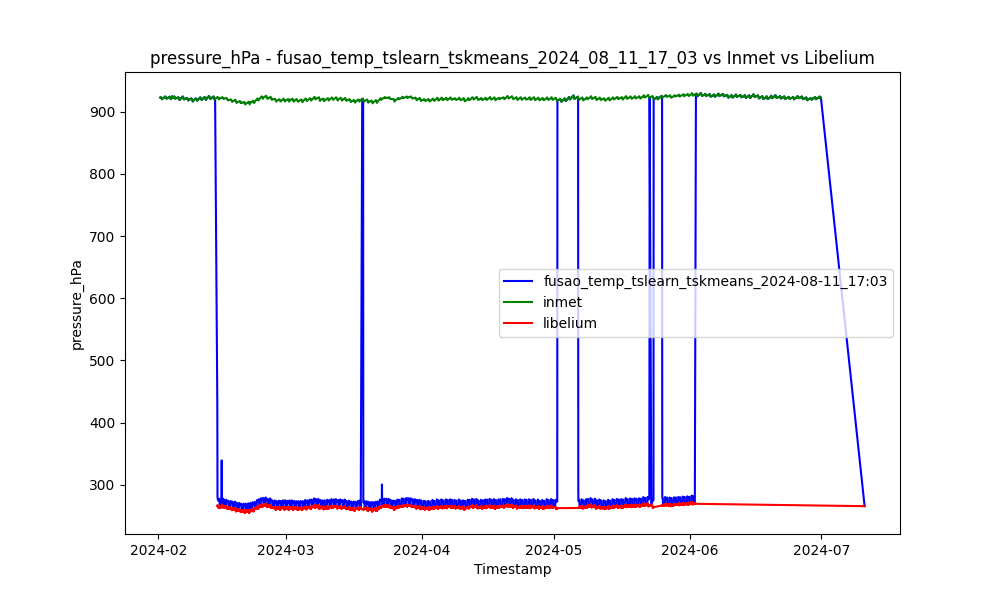 pressure_hPa - fusao_temp_tslearn_tskmeans_2024_08_11_17_03 vs Inmet vs Libelium
900
800
700
600
500
400
300
pressure_hPa
fusao_temp_tslearn_tskmeans_2024-08-11_17:03
inmet
libelium
2024-02
2024-03
2024-04
2024-05
2024-06
2024-07
Timestamp